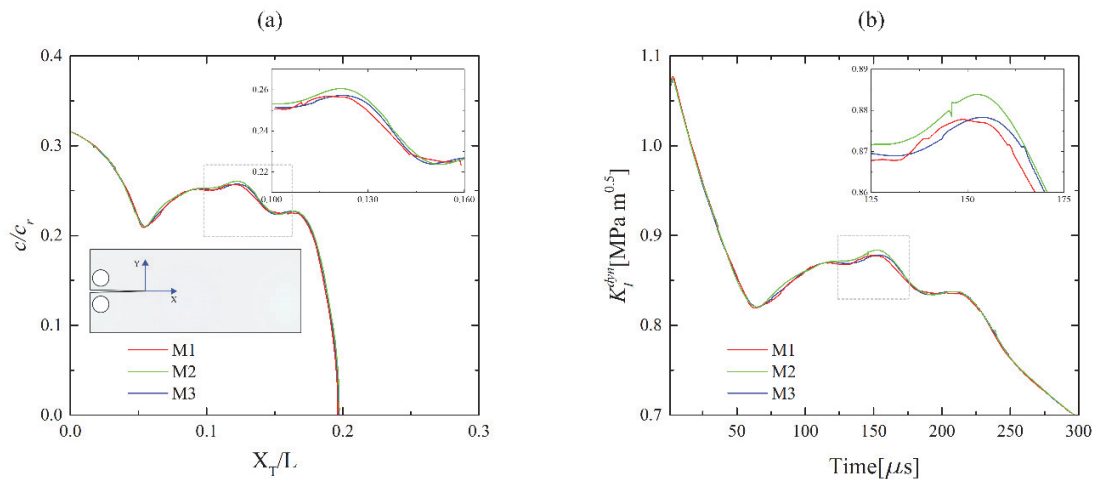 (a)
(b)
0.4
0.3
0.2
0.1
0.0
c/c_r
0.0
0.1
0.2
0.3
X_T/L
0.26
0.24
0.22
0.100
0.130
0.160
Y
X
M1
M2
M3
1.1
1.0
0.9
0.8
0.7
K_I^{dyn}[MPa m^{0.5}]
50
100
150
200
250
300
Time[μs]
0.89
0.88
0.87
0.86
125
150
175
M1
M2
M3